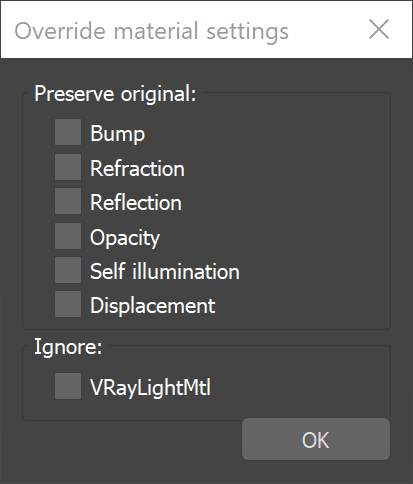 Override material settings
Preserve original:
Bump
Refraction
Reflection
Opacity
Self illumination
Displacement
Ignore:
VRayLightMtl
OK